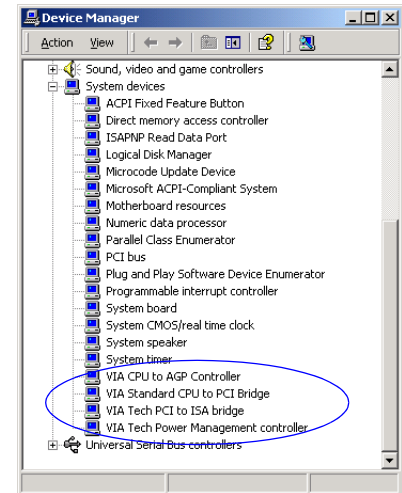 Device Manager
Action View
Sound, video and game controllers
System devices
ACPI Fixed Feature Button
Direct memory access controller
ISAPNP Read Data Port
Logical Disk Manager
Microcode Update Device
Microsoft ACPI-Compliant System
Motherboard resources
Numeric data processor
Parallel Class Enumerator
PCI bus
Plug and Play Software Device Enumerator
Programmable interrupt controller
System board
System CMOS/real time clock
System speaker
System timer
VIA CPU to AGP Controller
VIA Standard CPU to PCI Bridge
VIA Tech PCI to ISA bridge
VIA Tech Power Management controller
Universal Serial Bus controllers